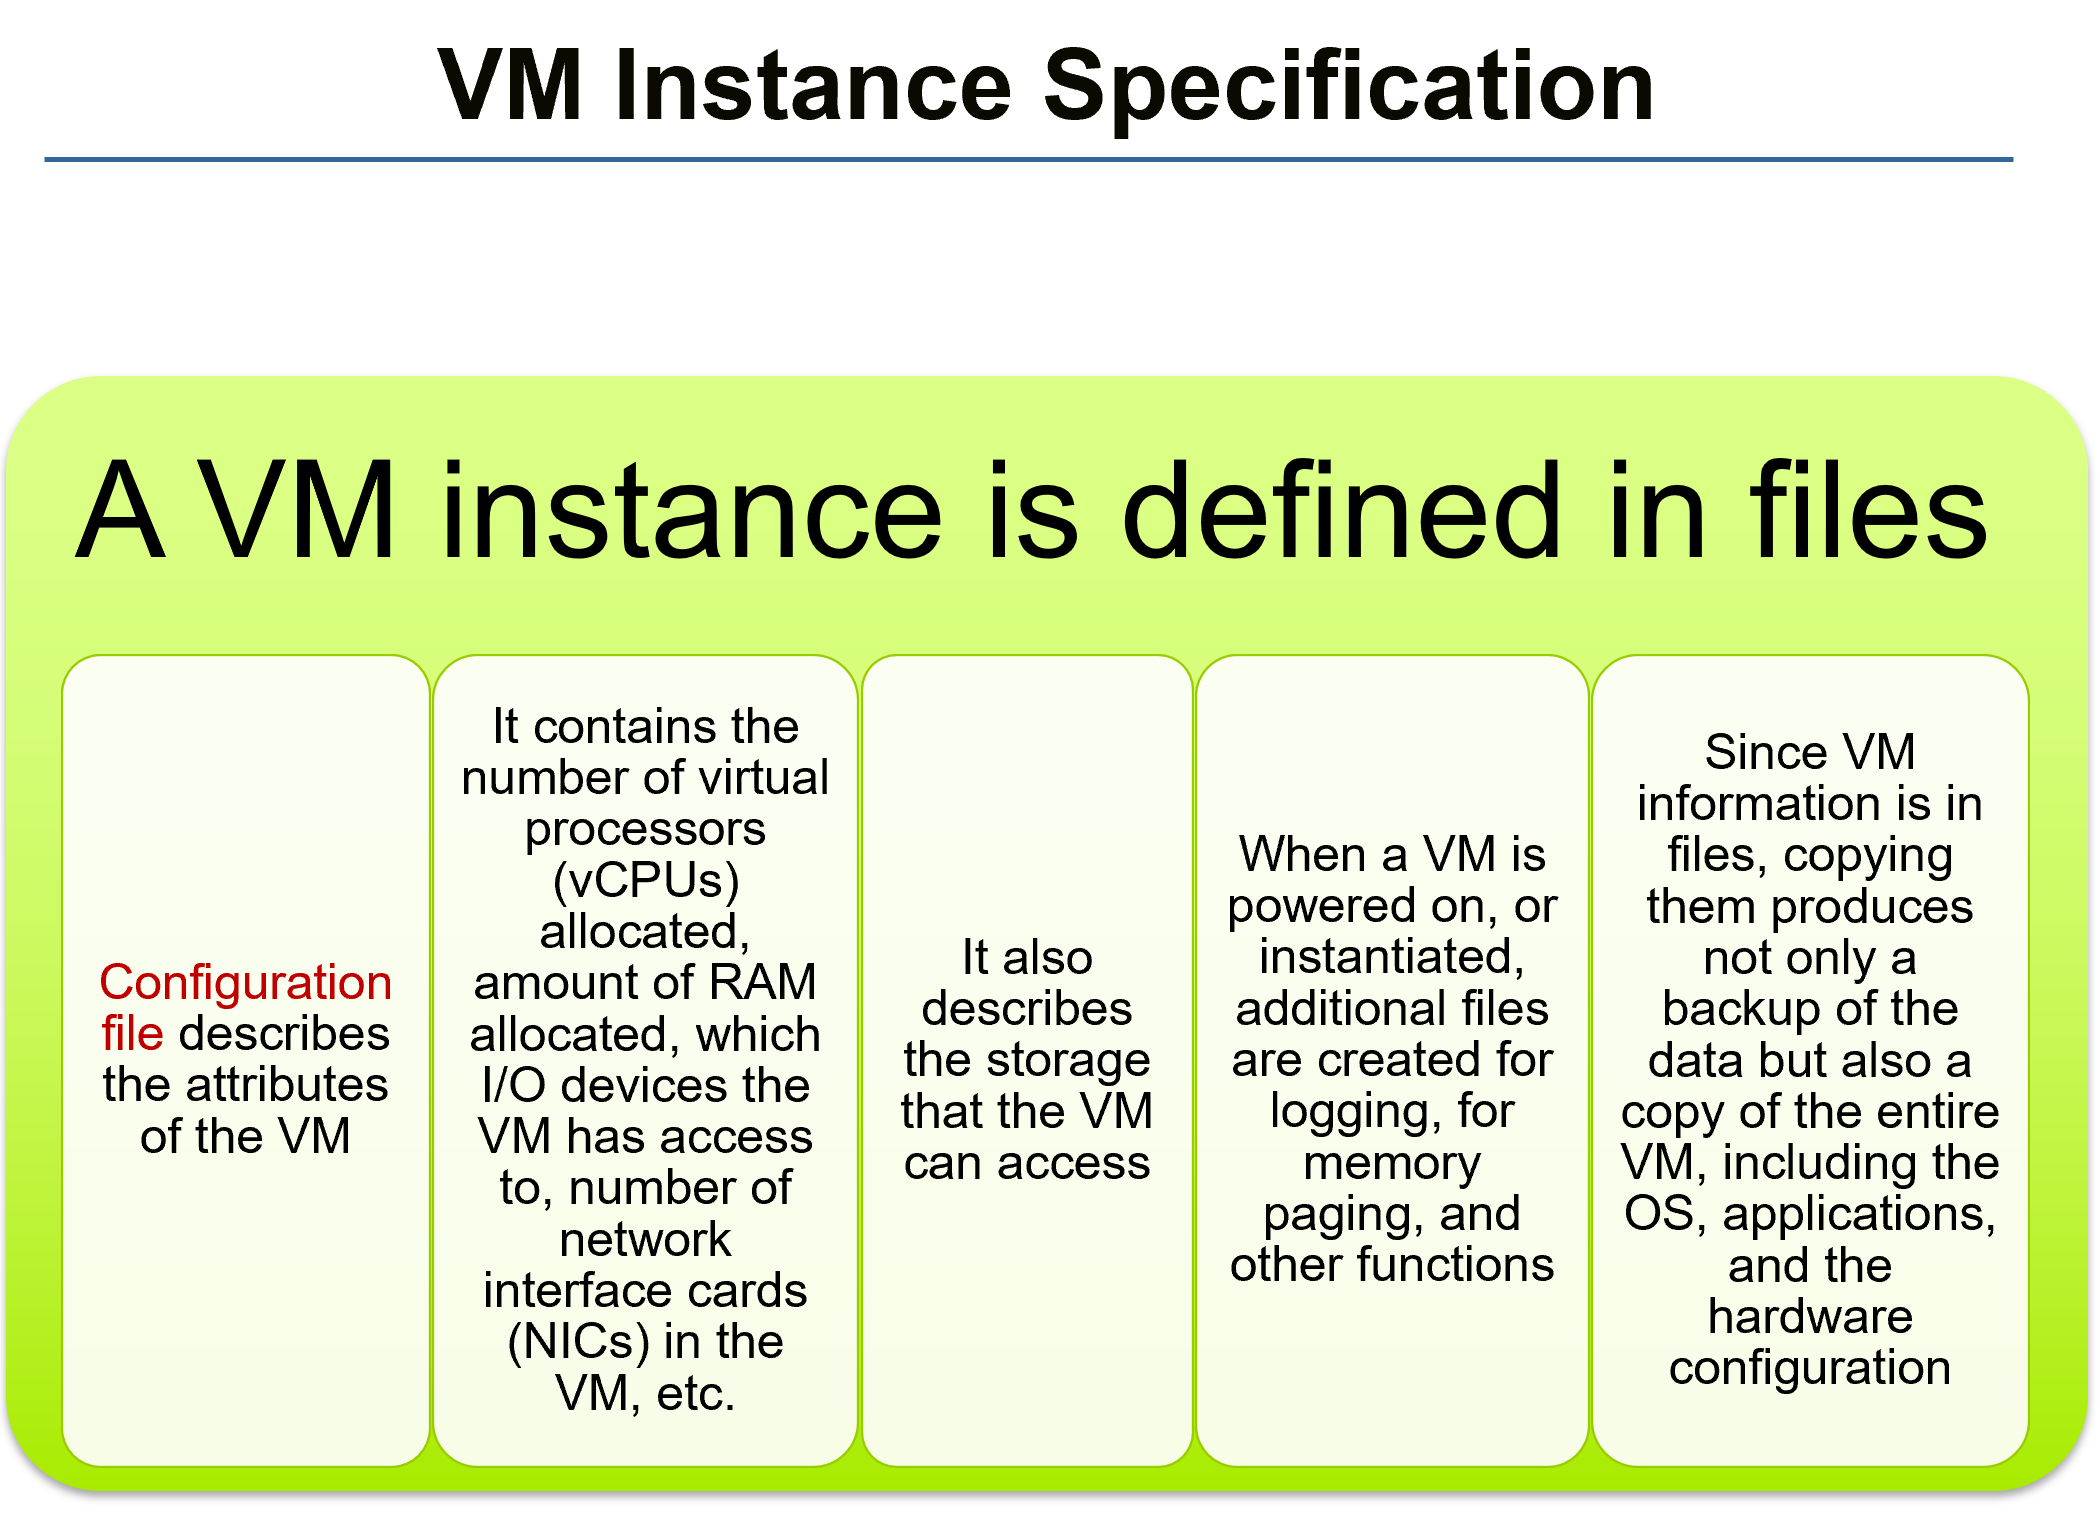 VM Instance Specification
A VM instance is defined in files
Configuration
file describes
the attributes
of the VM
It contains the
number of virtual
processors
(vCPUs)
allocated,
amount of RAM
allocated, which
I/O devices the
VM has access
to, number of
network
interface cards
(NICs) in the
VM, etc.
It also
describes
the storage
that the VM
can access
When a VM is
powered on, or
instantiated,
additional files
are created for
logging, for
memory
paging, and
other functions
Since VM
information is in
files, copying
them produces
not only a
backup of the
data but also a
copy of the entire
VM, including the
OS, applications,
and the
hardware
configuration